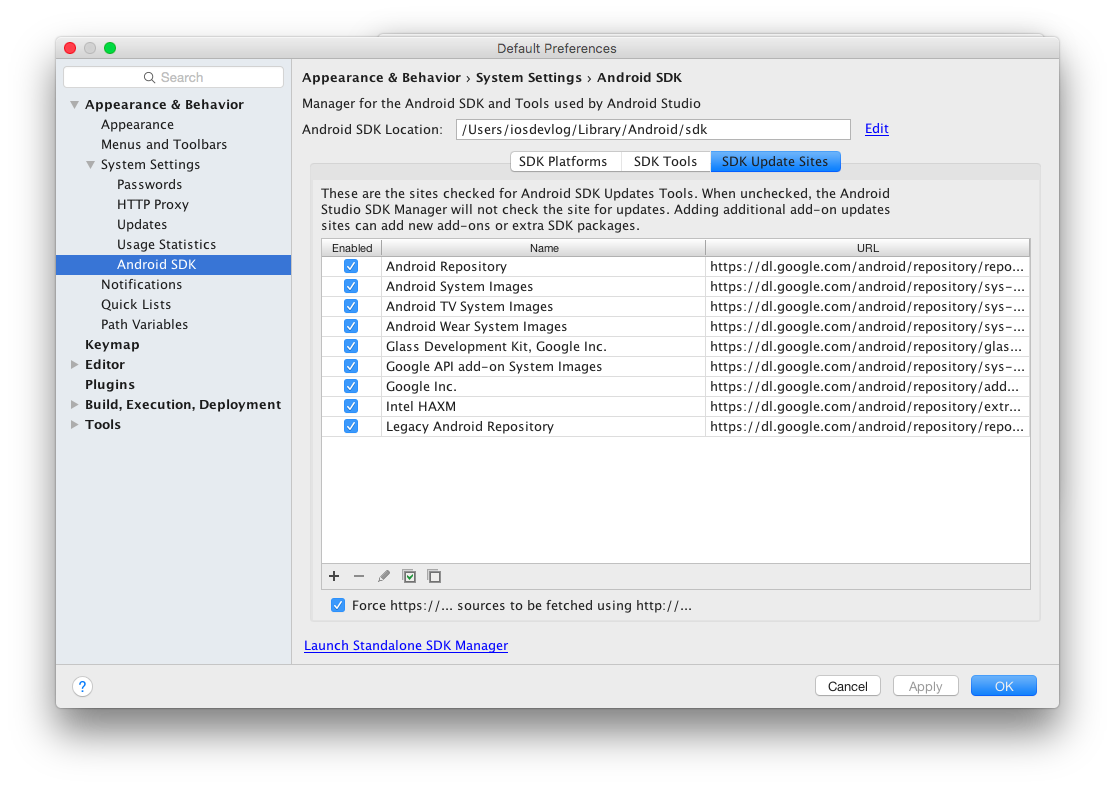 Default Preferences
Search
Appearance & Behavior
Appearance
Menus and Toolbars
System Settings
Passwords
HTTP Proxy
Updates
Usage Statistics
Android SDK
Notifications
Quick Lists
Path Variables
Keymap
Editor
Plugins
Build, Execution, Deployment
Tools
Appearance & Behavior › System Settings › Android SDK
Manager for the Android SDK and Tools used by Android Studio
Android SDK Location: /Users/iosdevlog/Library/Android/sdk Edit
SDK Platforms SDK Tools SDK Update Sites
These are the sites checked for Android SDK Updates Tools. When unchecked, the Android
Studio SDK Manager will not check the site for updates. Adding additional add-on updates
sites can add new add-ons or extra SDK packages.
Enabled Name URL
Android Repository https://dl.google.com/android/repository/repo...
Android System Images https://dl.google.com/android/repository/sys-...
Android TV System Images https://dl.google.com/android/repository/sys-...
Android Wear System Images https://dl.google.com/android/repository/sys-...
Glass Development Kit, Google Inc. https://dl.google.com/android/repository/glas...
Google API add-on System Images https://dl.google.com/android/repository/sys-...
Google Inc. https://dl.google.com/android/repository/add...
Intel HAXM https://dl.google.com/android/repository/extr...
Legacy Android Repository https://dl.google.com/android/repository/repo...
Force https://... sources to be fetched using http://...
Launch Standalone SDK Manager
? Cancel Apply OK